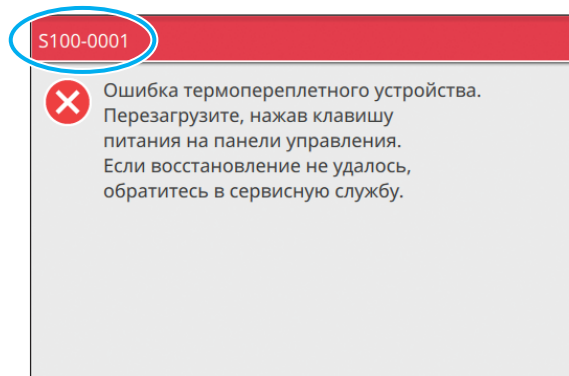 S100-0001
Ошибка термопереплетного устройства.
Перезагрузите, нажав клавишу
питания на панели управления.
Если восстановление не удалось,
обратитесь в сервисную службу.